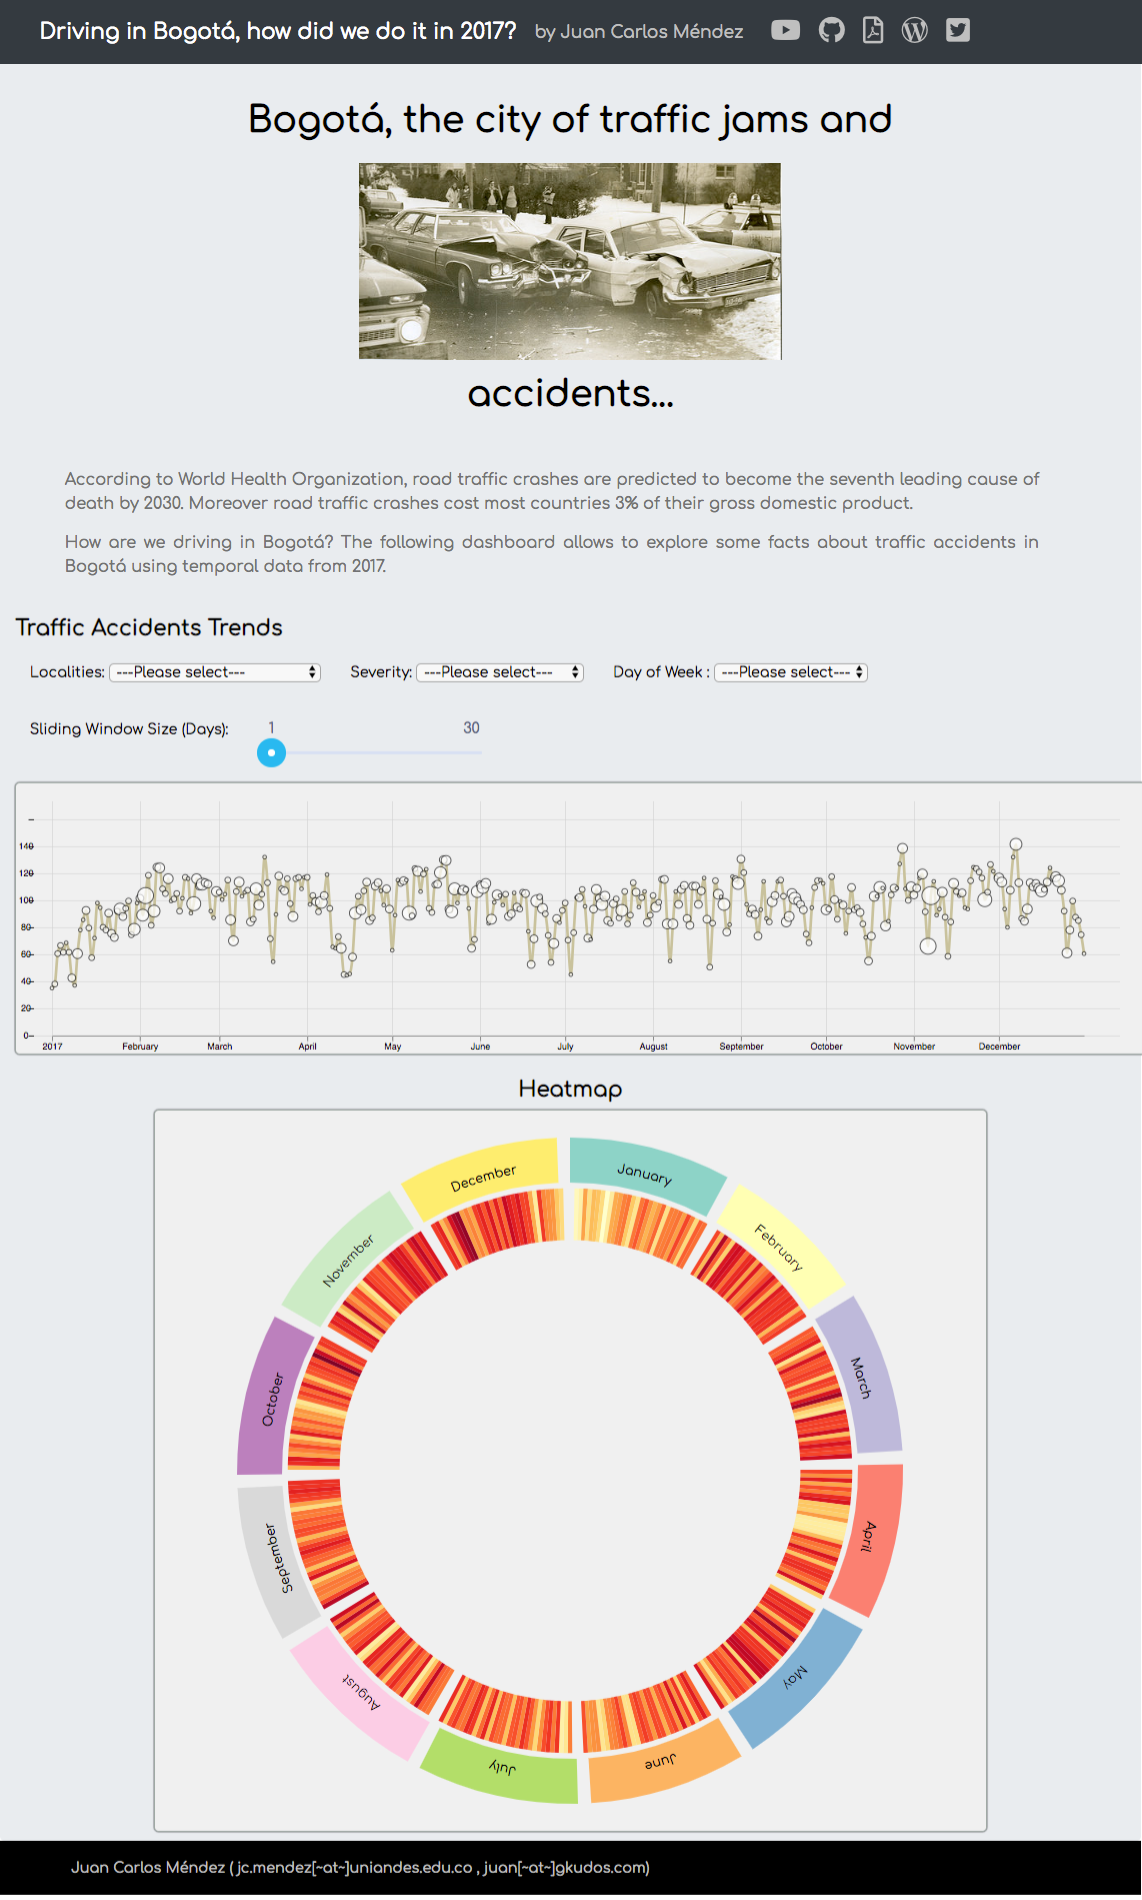 Driving in Bogotá, how did we do it in 2017? by Juan Carlos Méndez
Bogotá, the city of traffic jams and
accidents...
According to World Health Organization, road traffic crashes are predicted to become the seventh leading cause of
death by 2030. Moreover road traffic crashes cost most countries 3% of their gross domestic product.
How are we driving in Bogotá? The following dashboard allows to explore some facts about traffic accidents in
Bogotá using temporal data from 2017.
Traffic Accidents Trends
Localities: ---Please select--- Severity: ---Please select--- Day of Week : ---Please select---
Sliding Window Size (Days): 1 30
140
120
100
80
60
40
20
0
2017 February March April May June July August September October November December
Heatmap
January
February
March
April
May
June
July
August
September
October
November
December
Juan Carlos Méndez ( jc.mendez[~at~]uniandes.edu.co , juan[~at~]gkudos.com)